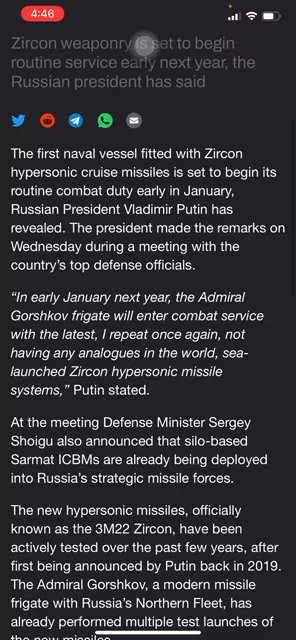 4:46
Zircon weaponry is set to begin
routine service early next year, the
Russian president has said
The first naval vessel fitted with Zircon
hypersonic cruise missiles is set to begin its
routine combat duty early in January,
Russian President Vladimir Putin has
revealed. The president made the remarks on
Wednesday during a meeting with the
country’s top defense officials.
“In early January next year, the Admiral
Gorshkov frigate will enter combat service
with the latest, I repeat once again, not
having any analogues in the world, sea-
launched Zircon hypersonic missile
systems,” Putin stated.
At the meeting Defense Minister Sergey
Shoigu also announced that silo-based
Sarmat ICBMs are already being deployed
into Russia’s strategic missile forces.
The new hypersonic missiles, officially
known as the 3M22 Zircon, have been
actively tested over the past few years, after
first being announced by Putin back in 2019.
The Admiral Gorshkov, a modern missile
frigate with Russia’s Northern Fleet, has
already performed multiple test launches of
the new missiles